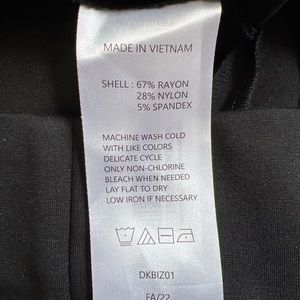 MADE IN VIETNAM
SHELL : 67% RAYON
28% NYLON
5% SPANDEX
MACHINE WASH COLD
WITH LIKE COLORS
DELICATE CYCLE
ONLY NON-CHLORINE
BLEACH WHEN NEEDED
LAY FLAT TO DRY
LOW IRON IF NECESSARY
DKBIZ01
FA/22